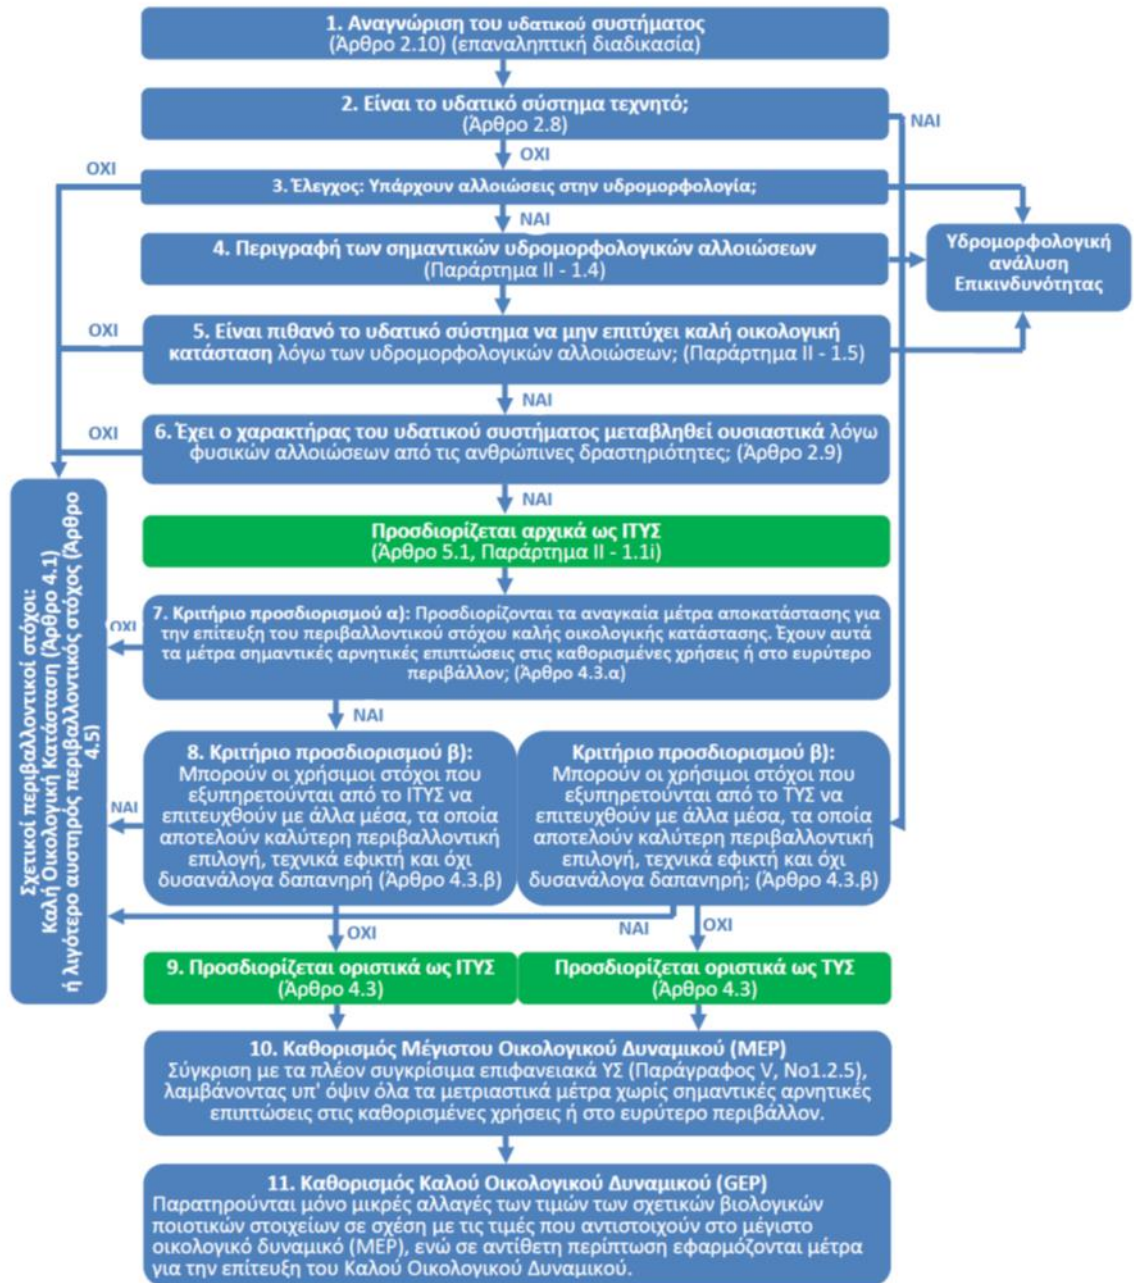 1. Αναγνώριση του υδατικού συστήματος
(Άρθρο 2.10) (επαναληπτική διαδικασία)
2. Είναι το υδατικό σύστημα τεχνητό;
(Άρθρο 2.8)
ΝΑΙ
ΟΧΙ
ΟΧΙ
3. Έλεγχος: Υπάρχουν αλλοιώσεις στην υδρομορφολογία;
ΝΑΙ
4. Περιγραφή των σημαντικών υδρομορφολογικών αλλοιώσεων
(Παράρτημα ΙΙ - 1.4)
Υδρομορφολογική
ανάλυση
Επικινδυνότητας
ΟΧΙ
5. Είναι πιθανό το υδατικό σύστημα να μην επιτύχει καλή οικολογική
κατάσταση λόγω των υδρομορφολογικών αλλοιώσεων; (Παράρτημα ΙΙ - 1.5)
ΝΑΙ
ΟΧΙ
6. Έχει ο χαρακτήρας του υδατικού συστήματος μεταβληθεί ουσιαστικά λόγω
φυσικών αλλοιώσεων από τις ανθρώπινες δραστηριότητες; (Άρθρο 2.9)
ΝΑΙ
Σχετικοί περιβαλλοντικοί στόχοι:
Καλή Οικολογική Κατάσταση (Άρθρο 4.1)
ή λιγότερο αυστηρός περιβαλλοντικός στόχος (Άρθρο
4.5)
Προσδιορίζεται αρχικά ως ΙΤΥΣ
(Άρθρο 5.1, Παράρτημα ΙΙ - 1.1i)
ΟΧΙ
7. Κριτήριο προσδιορισμού α): Προσδιορίζονται τα αναγκαία μέτρα αποκατάστασης για
την επίτευξη του περιβαλλοντικού στόχου καλής οικολογικής κατάστασης. Έχουν αυτά
τα μέτρα σημαντικές αρνητικές επιπτώσεις στις καθορισμένες χρήσεις ή στο ευρύτερο
περιβάλλον; (Άρθρο 4.3.α)
ΝΑΙ
8. Κριτήριο προσδιορισμού β):
Μπορούν οι χρήσιμοι στόχοι που
εξυπηρετούνται από το ΙΤΥΣ να
επιτευχθούν με άλλα μέσα, τα οποία
αποτελούν καλύτερη περιβαλλοντική
επιλογή, τεχνικά εφικτή και όχι
δυσανάλογα δαπανηρή (Άρθρο 4.3.β)
ΝΑΙ
Κριτήριο προσδιορισμού β):
Μπορούν οι χρήσιμοι στόχοι που
εξυπηρετούνται από το ΤΥΣ να
επιτευχθούν με άλλα μέσα, τα οποία
αποτελούν καλύτερη περιβαλλοντική
επιλογή, τεχνικά εφικτή και όχι
δυσανάλογα δαπανηρή; (Άρθρο 4.3.β)
ΟΧΙ
ΝΑΙ
ΟΧΙ
9. Προσδιορίζεται οριστικά ως ΙΤΥΣ
(Άρθρο 4.3)
Προσδιορίζεται οριστικά ως ΤΥΣ
(Άρθρο 4.3)
10. Καθορισμός Μέγιστου Οικολογικού Δυναμικού (MEP)
Σύγκριση με τα πλέον συγκρίσιμα επιφανειακά ΥΣ (Παράγραφος V, No1.2.5),
λαμβάνοντας υπ' όψιν όλα τα μετριαστικά μέτρα χωρίς σημαντικές αρνητικές
επιπτώσεις στις καθορισμένες χρήσεις ή στο ευρύτερο περιβάλλον.
11. Καθορισμός Καλού Οικολογικού Δυναμικού (GEP)
Παρατηρούνται μόνο μικρές αλλαγές των τιμών των σχετικών βιολογικών
ποιοτικών στοιχείων σε σχέση με τις τιμές που αντιστοιχούν στο μέγιστο
οικολογικό δυναμικό (MEP), ενώ σε αντίθετη περίπτωση εφαρμόζονται μέτρα
για την επίτευξη του Καλού Οικολογικού Δυναμικού.